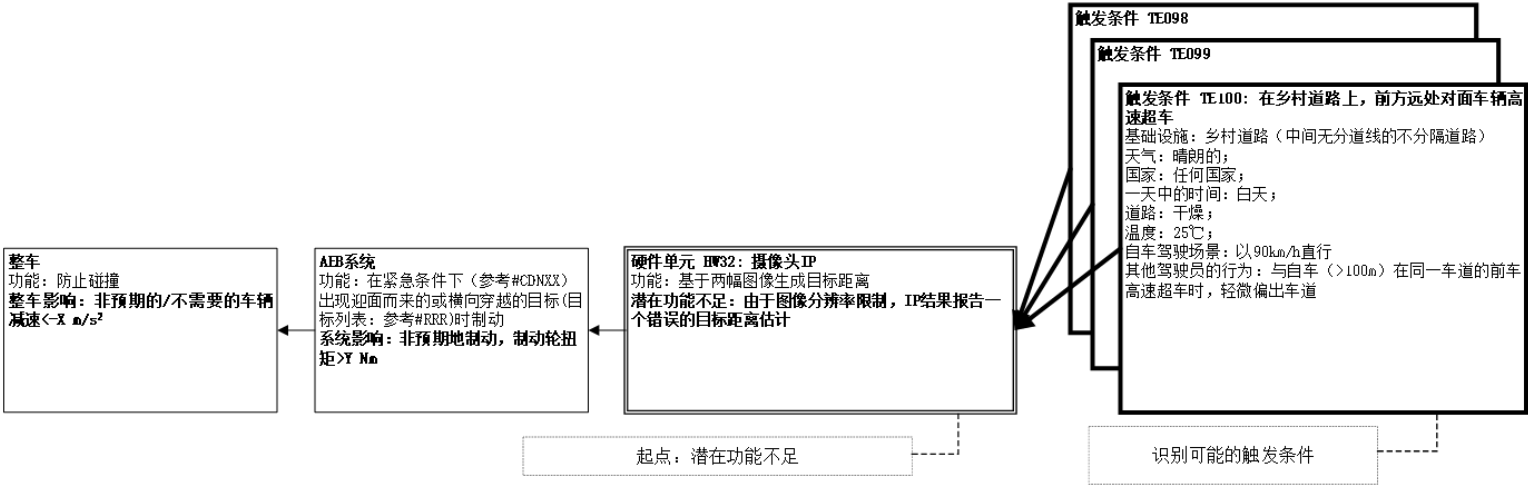 触发条件 TE098
触发条件 TE099
触发条件 TE100: 在乡村道路上，前方远处对面车辆高
速超车
基础设施：乡村道路（中间无分道线的不分隔道路）
天气：晴朗的；
国家：任何国家；
一天中的时间：白天；
道路：干燥；
温度：25℃；
自车驾驶场景：以90km/h直行
其他驾驶员的行为：与自车（>100m）在同一车道的前车
高速超车时，轻微偏出车道
整车
功能：防止碰撞
整车影响：非预期的/不需要的车辆
减速<-X m/s²
AEB系统
功能：在紧急条件下（参考#CDNXX）
出现迎面而来的或横向穿越的目标(目
标列表：参考#RRR)时制动
系统影响：非预期地制动，制动轮扭
矩>Y Nm
硬件单元 HW32: 摄像头IP
功能：基于两幅图像生成目标距离
潜在功能不足：由于图像分辨率限制，IP结果报告一
个错误的目标距离估计
起点：潜在功能不足
识别可能的触发条件